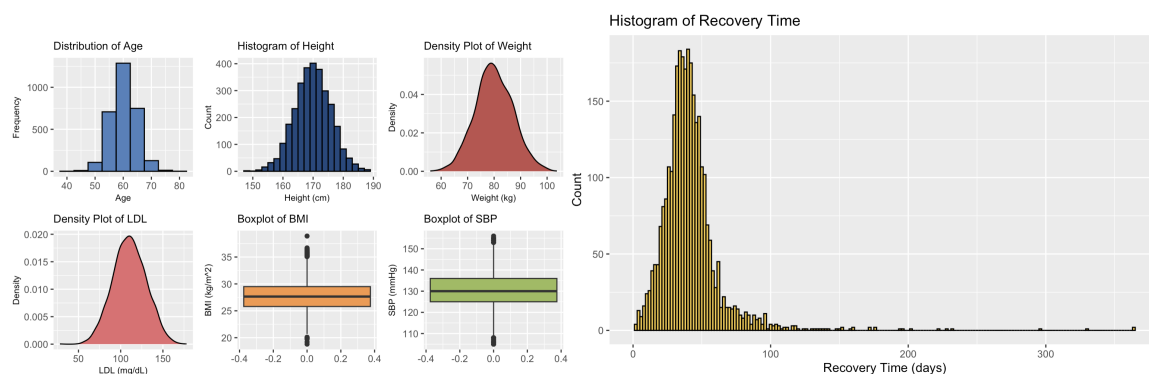 Distribution of Age
Frequency
1000
500
0
40 50 60 70 80
Age
Histogram of Height
Count
400
300
200
100
0
150 160 170 180 190
Height (cm)
Density Plot of Weight
Density
0.04
0.02
0.00
60 70 80 90 100
Weight (kg)
Density Plot of LDL
Density
0.020
0.015
0.010
0.005
0.000
50 100 150
LDL (mg/dL)
Boxplot of BMI
BMI (kg/m^2)
35
30
25
20
-0.4 -0.2 0.0 0.2 0.4
Boxplot of SBP
SBP (mmHg)
150
140
130
120
110
-0.4 -0.2 0.0 0.2 0.4
Histogram of Recovery Time
Count
150
100
50
0
0 100 200 300
Recovery Time (days)